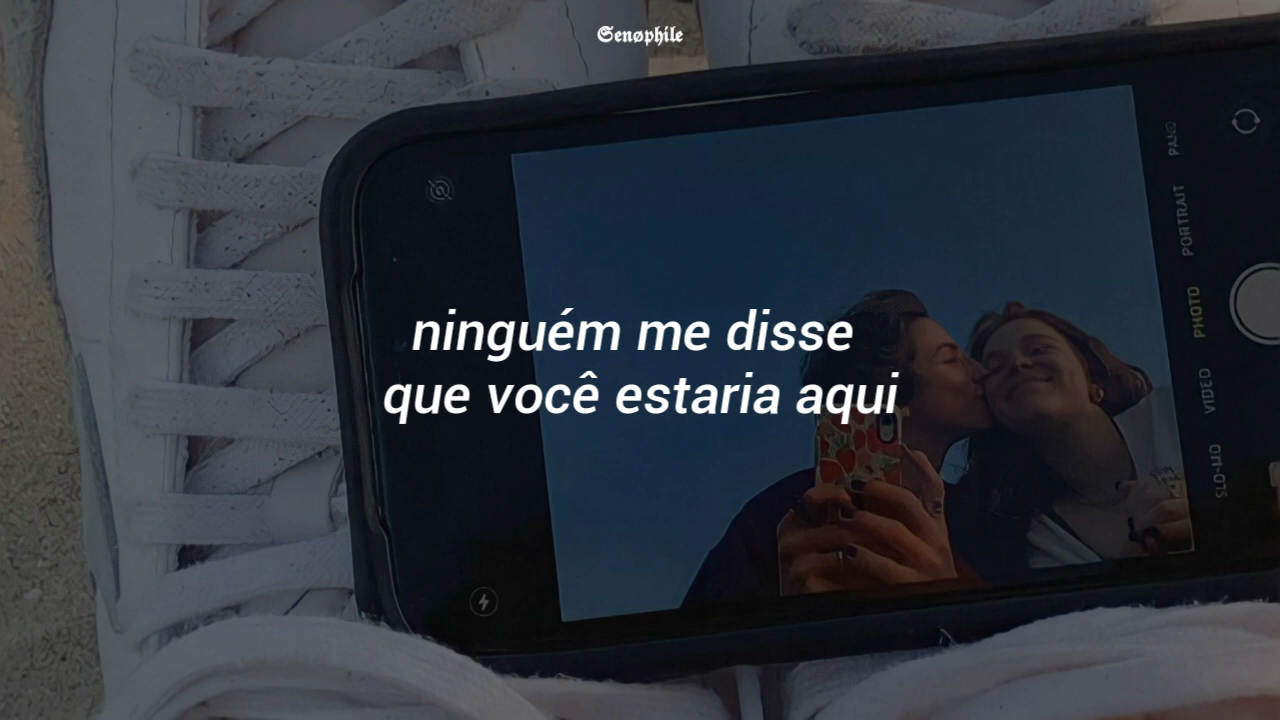 Senøphile
ninguém me disse
que você estaria aqui
PANO
PORTRAIT
PHOTO
VIDEO
SLO-MO